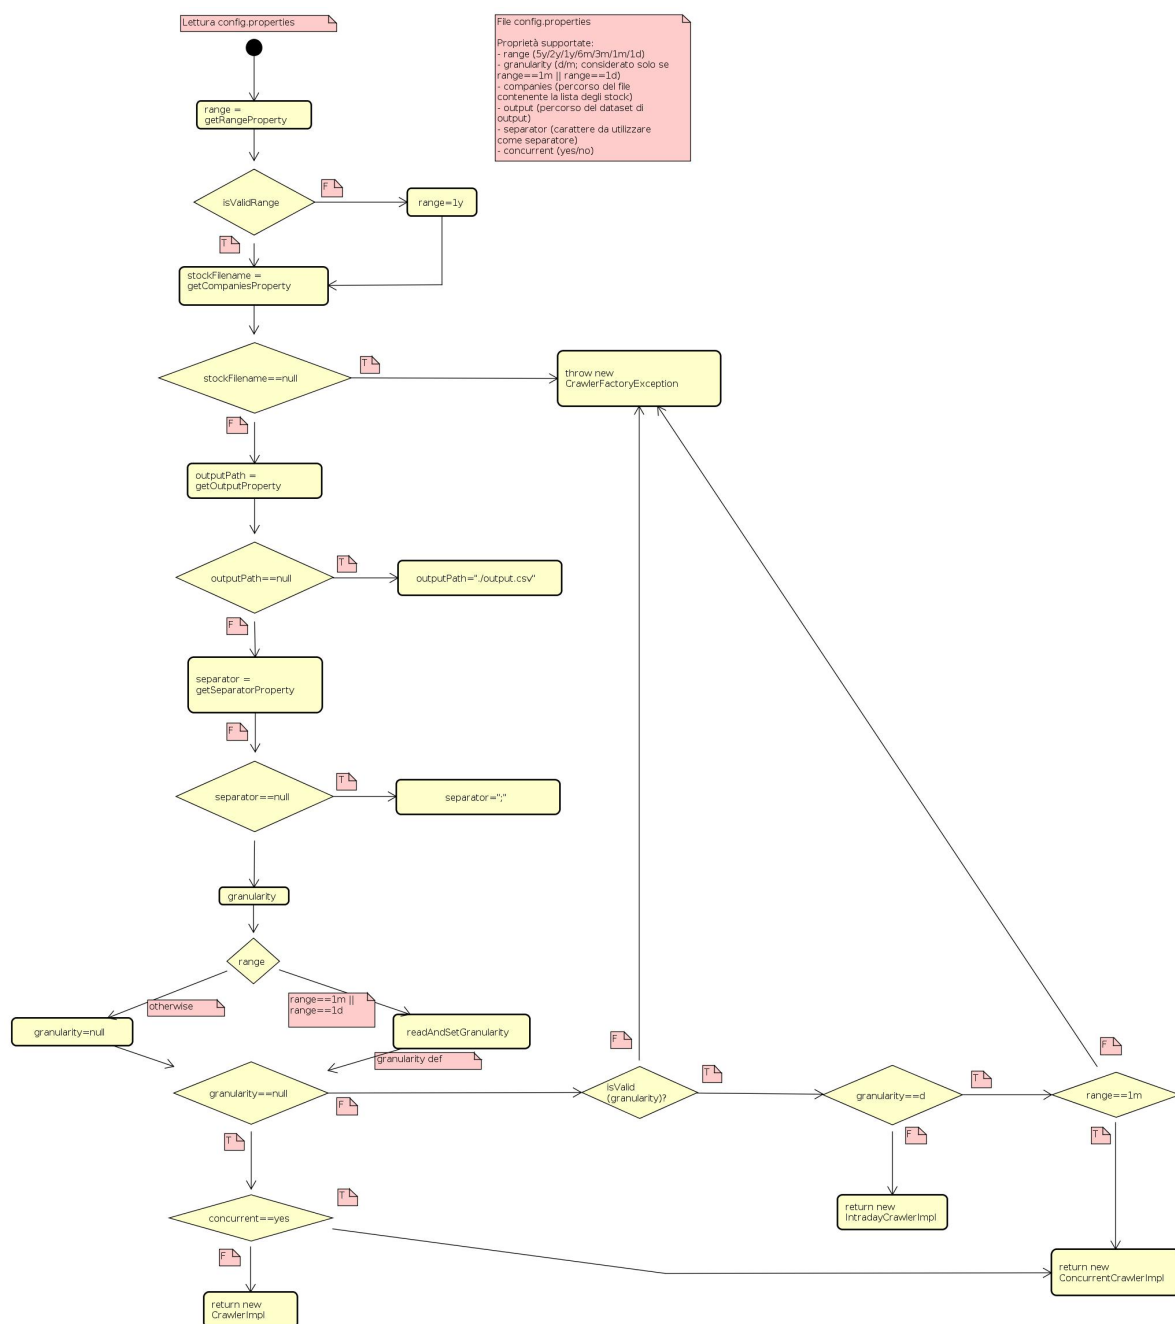 Lettura config.properties
File config.properties
Proprietà supportate:
- range (5y/2y/1y/6m/3m/1m/1d)
- granularity (d/m; considerato solo se
range==1m || range==1d)
- companies (percorso del file
contenente la lista degli stock)
- output (percorso del dataset di
output)
- separator (carattere da utilizzare
come separatore)
- concurrent (yes/no)
range =
getRangeProperty
isValidRange
F
range=1y
T
stockFilename =
getCompaniesProperty
stockFilename==null
T
throw new
CrawlerFactoryException
F
outputPath =
getOutputProperty
outputPath==null
T
outputPath="./output.csv"
F
separator =
getSeparatorProperty
F
separator==null
T
separator=";"
granularity
range
otherwise
range==1m ||
range==1d
granularity=null
readAndSetGranularity
granularity def
granularity==null
F
isValid
(granularity)?
F
T
granularity==d
T
range==1m
F
T
F
T
return new
IntradayCrawlerImpl
concurrent==yes
T
F
return new
ConcurrentCrawlerImpl
return new
CrawlerImpl